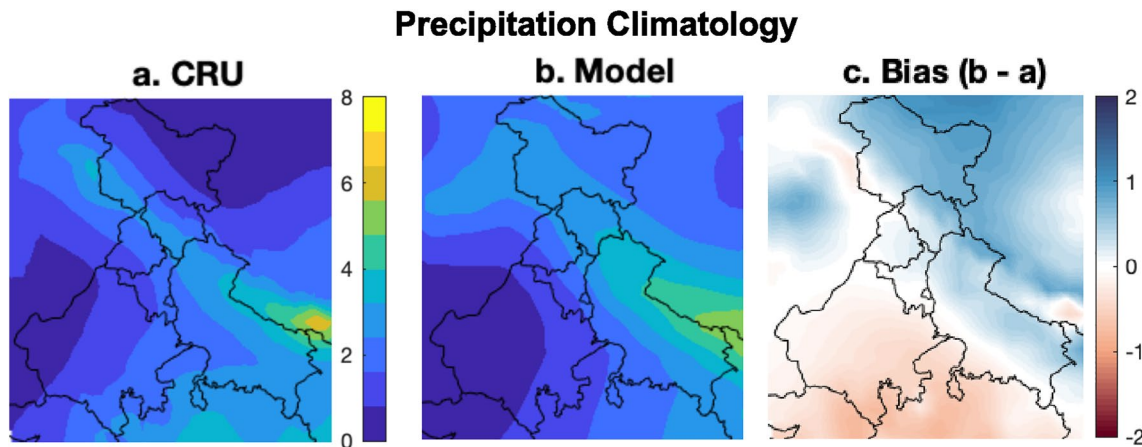 Precipitation Climatology
a. CRU
b. Model
c. Bias (b - a)
8
6
4
2
0
2
1
0
-1
-2